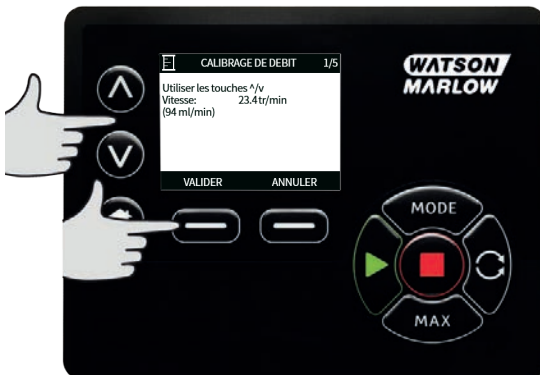 CALIBRAGE DE DEBIT 1/5
Utiliser les touches ^/v
Vitesse: 23.4 tr/min
(94 ml/min)
VALIDER ANNULER
WATSON
MARLOW
MODE
MAX